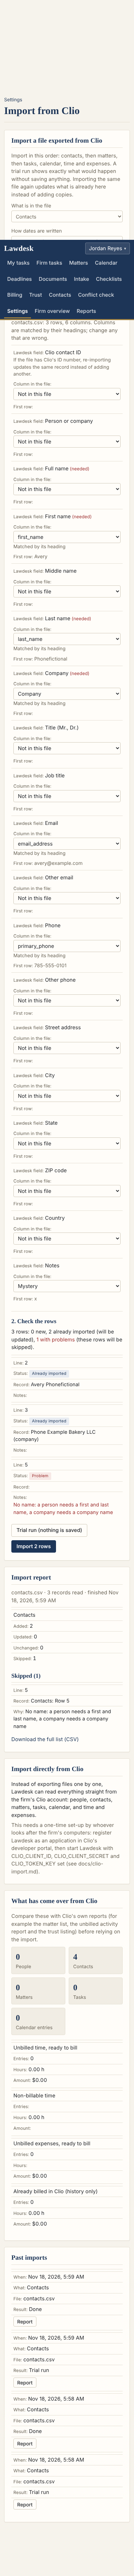 Settings
Import from Clio
Import a file exported from Clio
Import in this order: contacts, then matters,
then tasks, calendar, time and expenses. A
trial run shows exactly what would happen
without saving anything. Importing the same
file again updates what is already here
instead of adding copies.
What is in the file
Contacts
How dates are written
Lawdesk
Jordan Reyes
My tasks Firm tasks Matters Calendar
Deadlines Documents Intake Checklists
Billing Trust Contacts Conflict check
Settings Firm overview Reports
contacts.csv: 3 rows, 6 columns. Columns
are matched by their headings; change any
that are wrong.
Lawdesk field: Clio contact ID
If the file has Clio's ID number, re-importing
updates the same record instead of adding
another.
Column in the file:
Not in this file
First row:
Lawdesk field: Person or company
Column in the file:
Not in this file
First row:
Lawdesk field: Full name (needed)
Column in the file:
Not in this file
First row:
Lawdesk field: First name (needed)
Column in the file:
first_name
Matched by its heading
First row: Avery
Lawdesk field: Middle name
Column in the file:
Not in this file
First row:
Lawdesk field: Last name (needed)
Column in the file:
last_name
Matched by its heading
First row: Phonefictional
Lawdesk field: Company (needed)
Column in the file:
Company
Matched by its heading
First row:
Lawdesk field: Title (Mr., Dr.)
Column in the file:
Not in this file
First row:
Lawdesk field: Job title
Column in the file:
Not in this file
First row:
Lawdesk field: Email
Column in the file:
email_address
Matched by its heading
First row: avery@example.com
Lawdesk field: Other email
Column in the file:
Not in this file
First row:
Lawdesk field: Phone
Column in the file:
primary_phone
Matched by its heading
First row: 765-555-0101
Lawdesk field: Other phone
Column in the file:
Not in this file
First row:
Lawdesk field: Street address
Column in the file:
Not in this file
First row:
Lawdesk field: City
Column in the file:
Not in this file
First row:
Lawdesk field: State
Column in the file:
Not in this file
First row:
Lawdesk field: ZIP code
Column in the file:
Not in this file
First row:
Lawdesk field: Country
Column in the file:
Not in this file
First row:
Lawdesk field: Notes
Column in the file:
Mystery
First row: x
2. Check the rows
3 rows: 0 new, 2 already imported (will be
updated), 1 with problems (these rows will be
skipped).
Line: 2
Status: Already imported
Record: Avery Phonefictional
Notes:
Line: 3
Status: Already imported
Record: Phone Example Bakery LLC
(company)
Notes:
Line: 5
Status: Problem
Record:
Notes:
No name: a person needs a first and last
name, a company needs a company name
Trial run (nothing is saved)
Import 2 rows
Import report
contacts.csv · 3 records read · finished Nov
18, 2026, 5:59 AM
Contacts
Added: 2
Updated: 0
Unchanged: 0
Skipped: 1
Skipped (1)
Line: 5
Record: Contacts: Row 5
Why: No name: a person needs a first and
last name, a company needs a company
name
Download the full list (CSV)
Import directly from Clio
Instead of exporting files one by one,
Lawdesk can read everything straight from
the firm's Clio account: people, contacts,
matters, tasks, calendar, and time and
expenses.
This needs a one-time set-up by whoever
looks after the firm's computers: register
Lawdesk as an application in Clio's
developer portal, then start Lawdesk with
CLIO_CLIENT_ID, CLIO_CLIENT_SECRET and
CLIO_TOKEN_KEY set (see docs/clio-
import.md).
What has come over from Clio
Compare these with Clio's own reports (for
example the matter list, the unbilled activity
report and the trust listing) before relying on
the import.
0
People
4
Contacts
0
Matters
0
Tasks
0
Calendar entries
Unbilled time, ready to bill
Entries: 0
Hours: 0.00 h
Amount: $0.00
Non-billable time
Entries:
Hours: 0.00 h
Amount:
Unbilled expenses, ready to bill
Entries: 0
Hours:
Amount: $0.00
Already billed in Clio (history only)
Entries: 0
Hours: 0.00 h
Amount: $0.00
Past imports
When: Nov 18, 2026, 5:59 AM
What: Contacts
File: contacts.csv
Result: Done
Report
When: Nov 18, 2026, 5:59 AM
What: Contacts
File: contacts.csv
Result: Trial run
Report
When: Nov 18, 2026, 5:58 AM
What: Contacts
File: contacts.csv
Result: Done
Report
When: Nov 18, 2026, 5:58 AM
What: Contacts
File: contacts.csv
Result: Trial run
Report